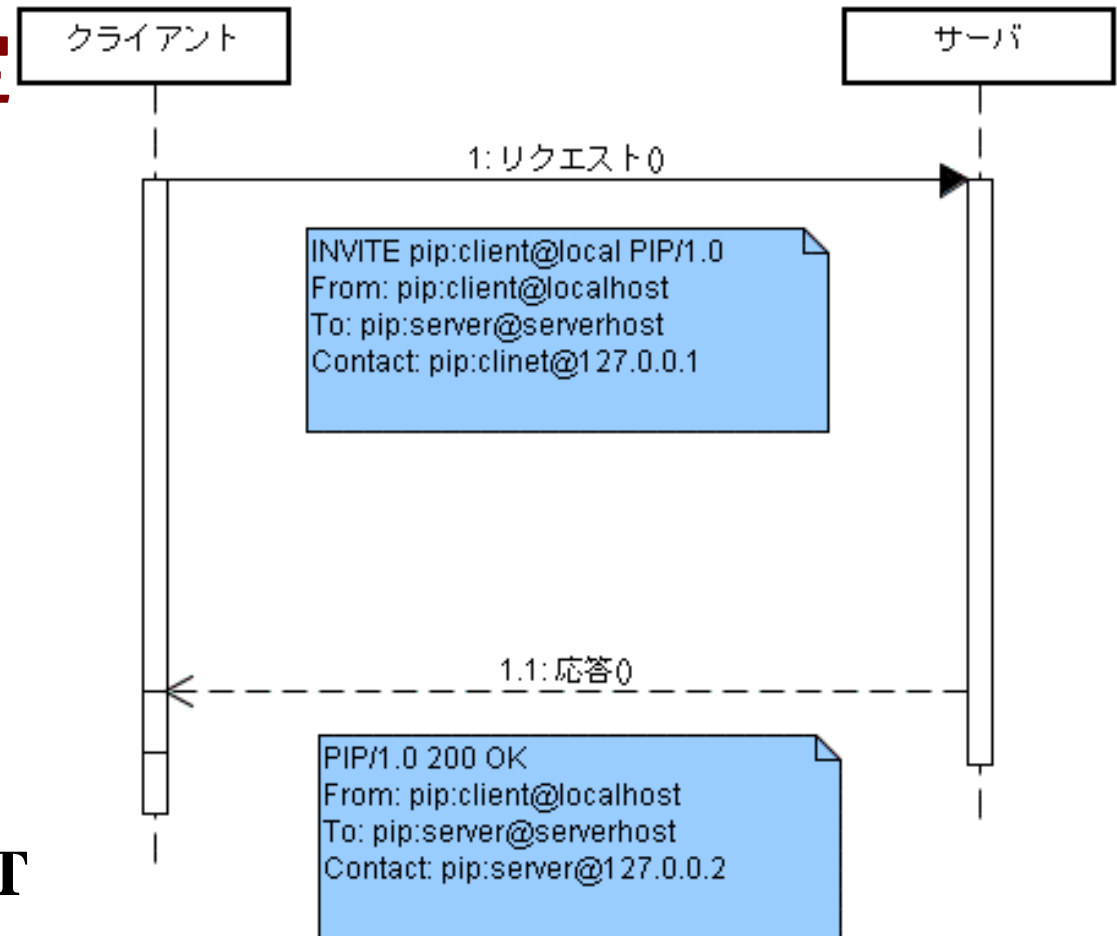 クライアント
サーバ
1: リクエスト()
INVITE pip:client@local PIP/1.0
From: pip:client@localhost
To: pip:server@serverhost
Contact: pip:clinet@127.0.0.1
1.1: 応答()
PIP/1.0 200 OK
From: pip:client@localhost
To: pip:server@serverhost
Contact: pip:server@127.0.0.2
T